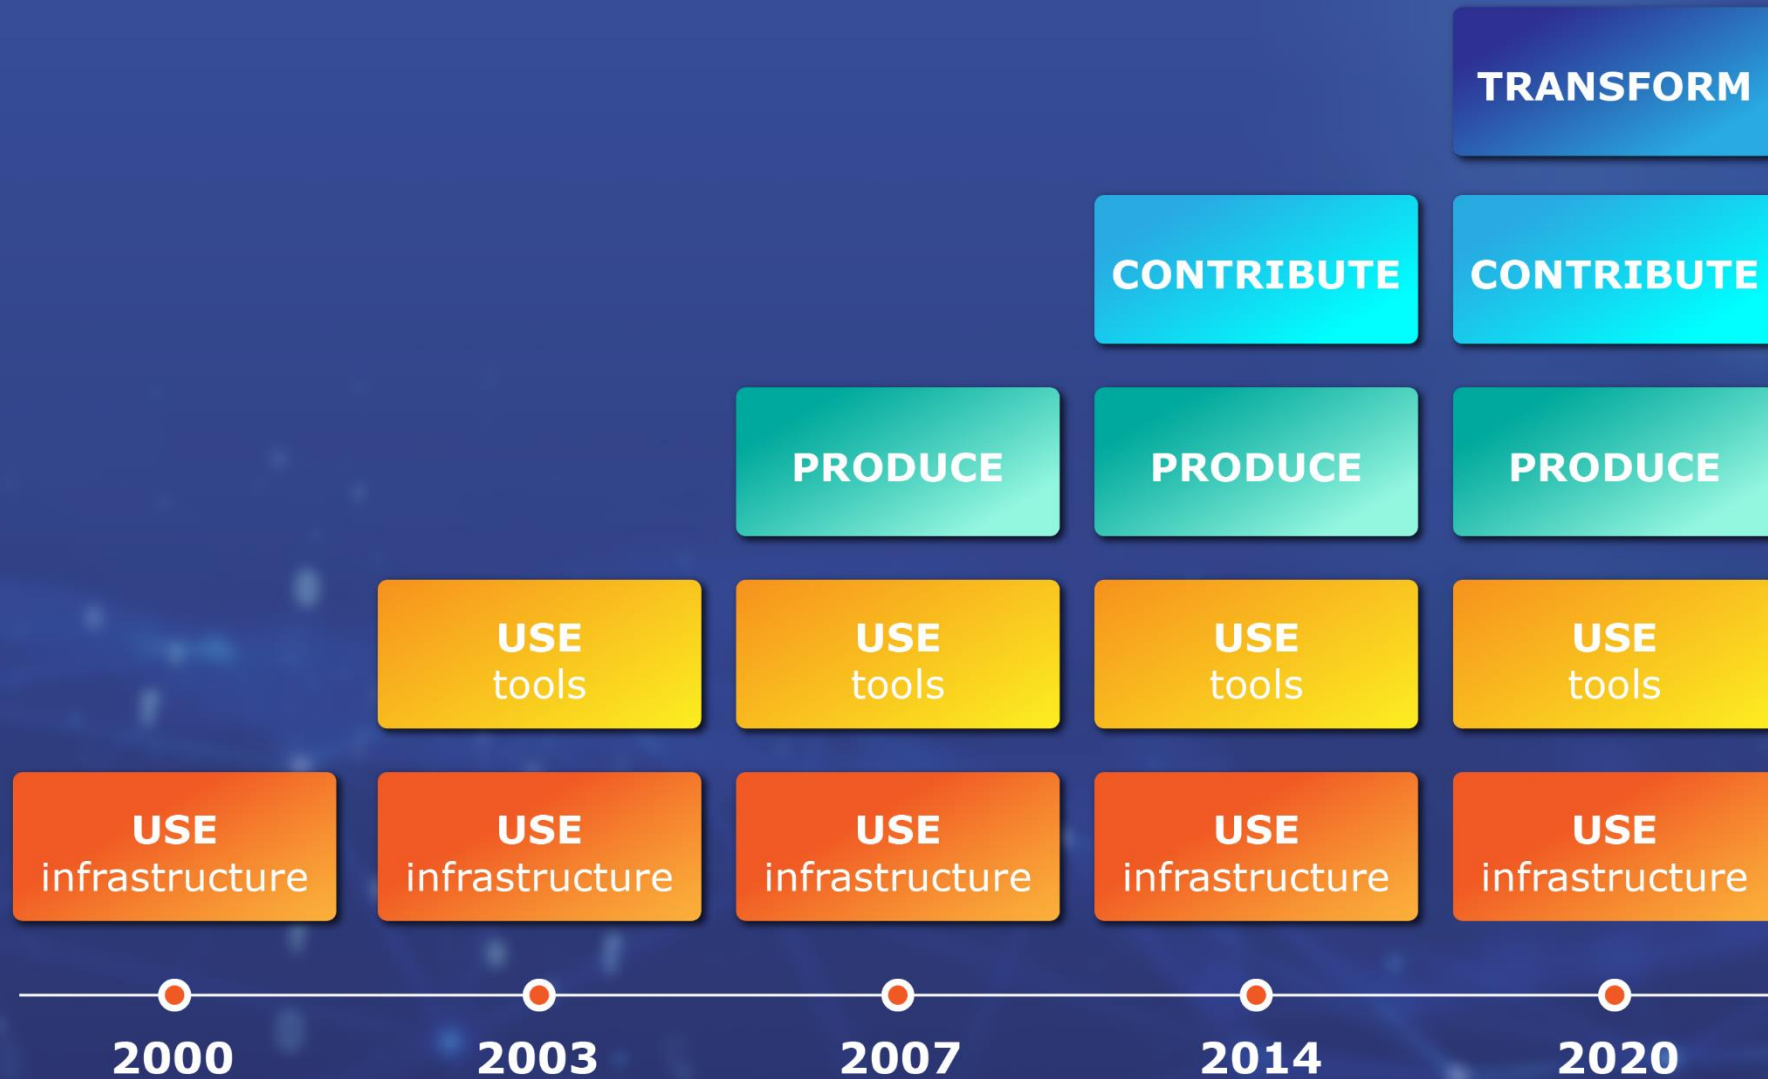 TRANSFORM
CONTRIBUTE CONTRIBUTE
PRODUCE PRODUCE PRODUCE
USE USE USE USE
tools tools tools tools
USE USE USE USE USE
infrastructure infrastructure infrastructure infrastructure infrastructure
2000 2003 2007 2014 2020